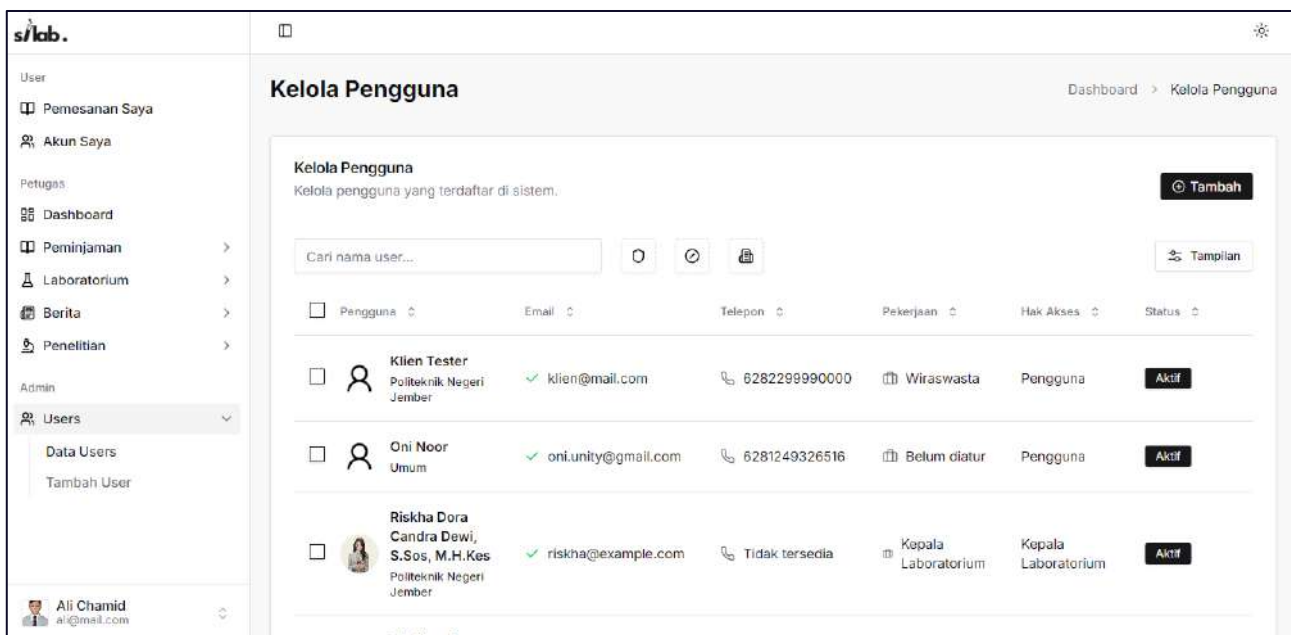 silab.
User
Pemesanan Saya
Akun Saya
Petugas
Dashboard
Peminjaman
Laboratorium
Berita
Penelitian
Admin
Users
Data Users
Tambah User
Ali Chamid
ali@mail.com
Kelola Pengguna
Dashboard > Kelola Pengguna
Kelola Pengguna
Kelola pengguna yang terdaftar di sistem.
Tambah
Cari nama user...
Tampilan
Pengguna Email Telepon Pekerjaan Hak Akses Status
Klien Tester
Politeknik Negeri
Jember
klien@mail.com 6282299990000 Wiraswasta Pengguna Aktif
Oni Noor
Umum
oni.unity@gmail.com 6281249326516 Belum diatur Pengguna Aktif
Riskha Dora
Candra Dewi,
S.Sos, M.H.Kes
Politeknik Negeri
Jember
riskha@example.com Tidak tersedia
Kepala
Laboratorium
Kepala
Laboratorium
Aktif